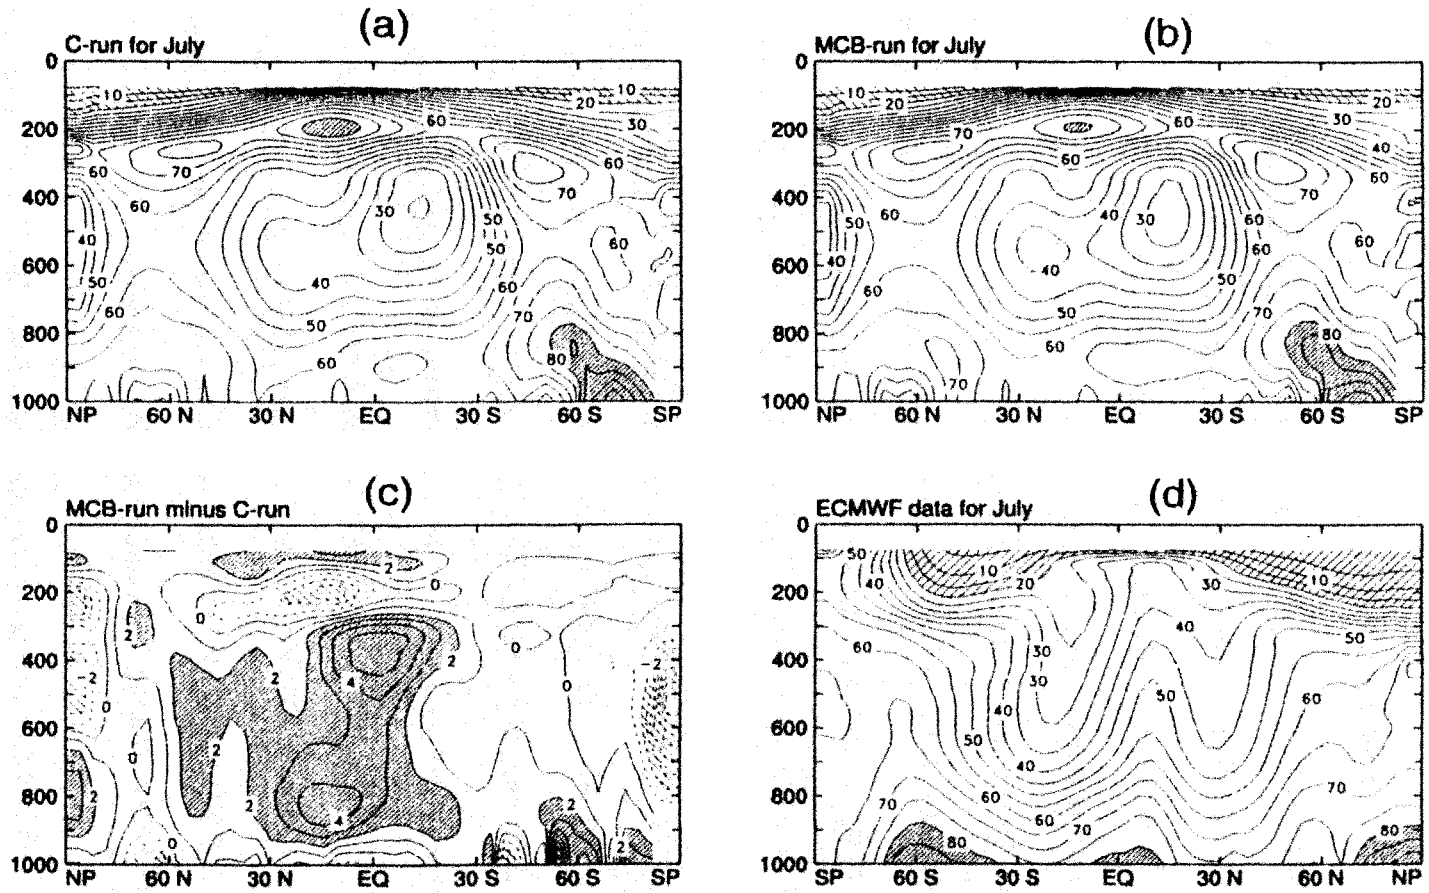 (a) (b)
C-run for July MCB-run for July
0 0
10 10 10 10
20 20 20
200 60 30 200 70 60 30
60 70 60 60 60 40
70 70 60
400 60 30 50 400 50 60 40 30 60 70
40 50 60 60 60
600 50 40 60 600 40 60 40 50
60 50 70 50 70
800 60 80 800 60 80
70
1000 1000
NP 60 N 30 N EQ 30 S 60 S SP NP 60 N 30 N EQ 30 S 60 S SP
(c) (d)
MCB-run minus C-run ECMWF data for July
0 0
2 50 10 20 30 10
200 0 200 40
0 2 40 50
2 0 60 30
400 2 2 -2 400
-2 4 0 30 50 60
0 40
600 2 600 50
0 40
2 2 2 60 70
800 4 2 800 70 60
0 2 80 70 80
1000 1000
NP 60 N 30 N EQ 30 S 60 S SP SP 60 S 30 S EQ 30 N 60 N NP